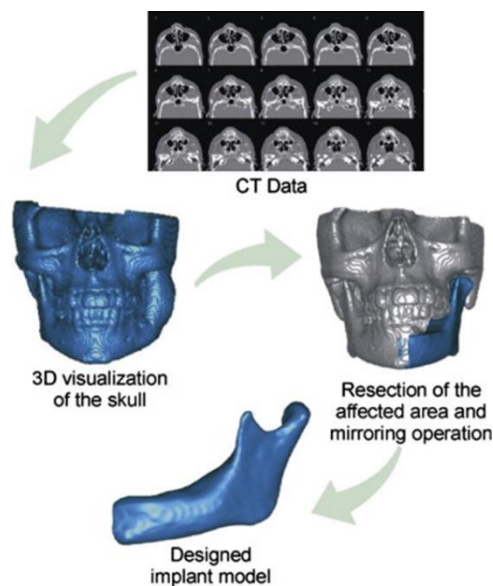 CT Data
3D visualization
of the skull
Resection of the
affected area and
mirroring operation
Designed
implant model